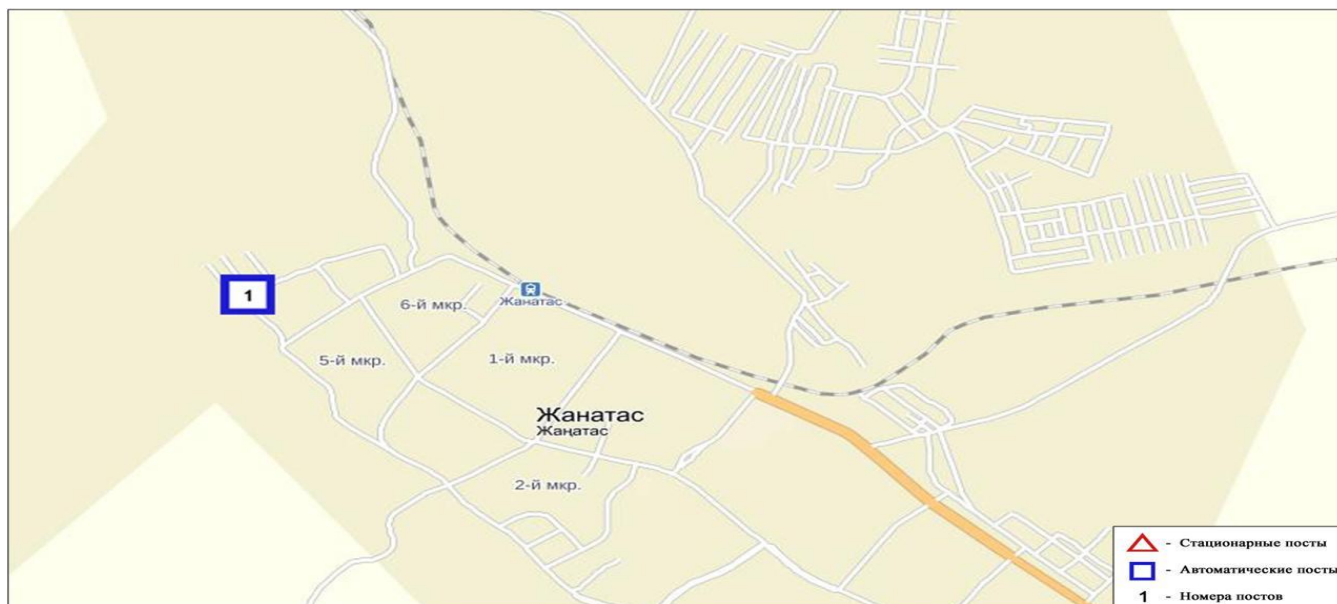 1
6-й мкр.
Жанатас
5-й мкр.
1-й мкр.
Жанатас
Жаңатас
2-й мкр.
- Стационарные посты
- Автоматические посты
1 - Номера постов